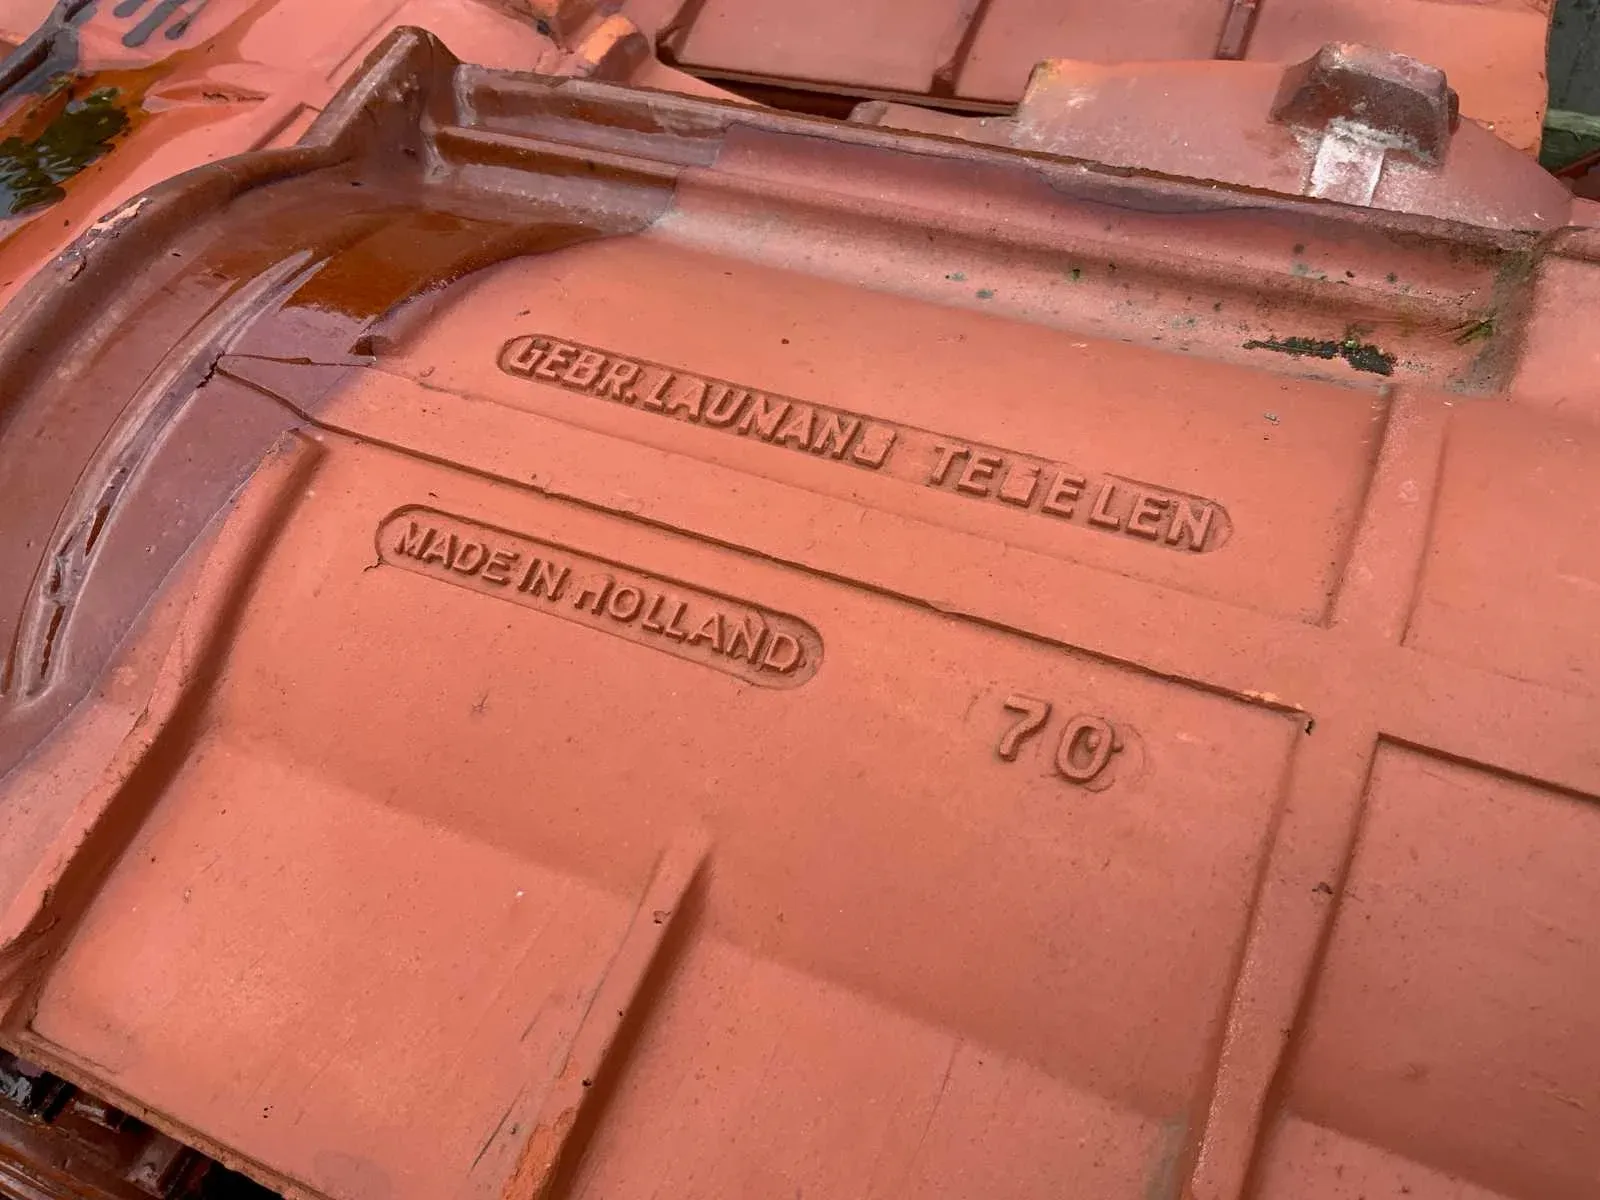 GEBR. LAUMANS TEGELEN
MADE IN HOLLAND
70